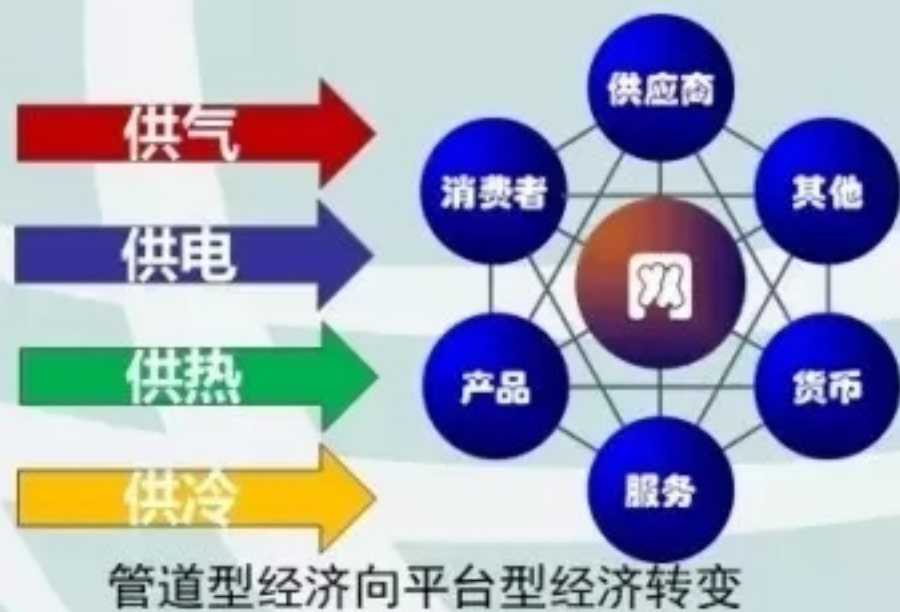 供气
供电
供热
供冷
供应商
消费者
其他
网
产品
货币
服务
管道型经济向平台型经济转变